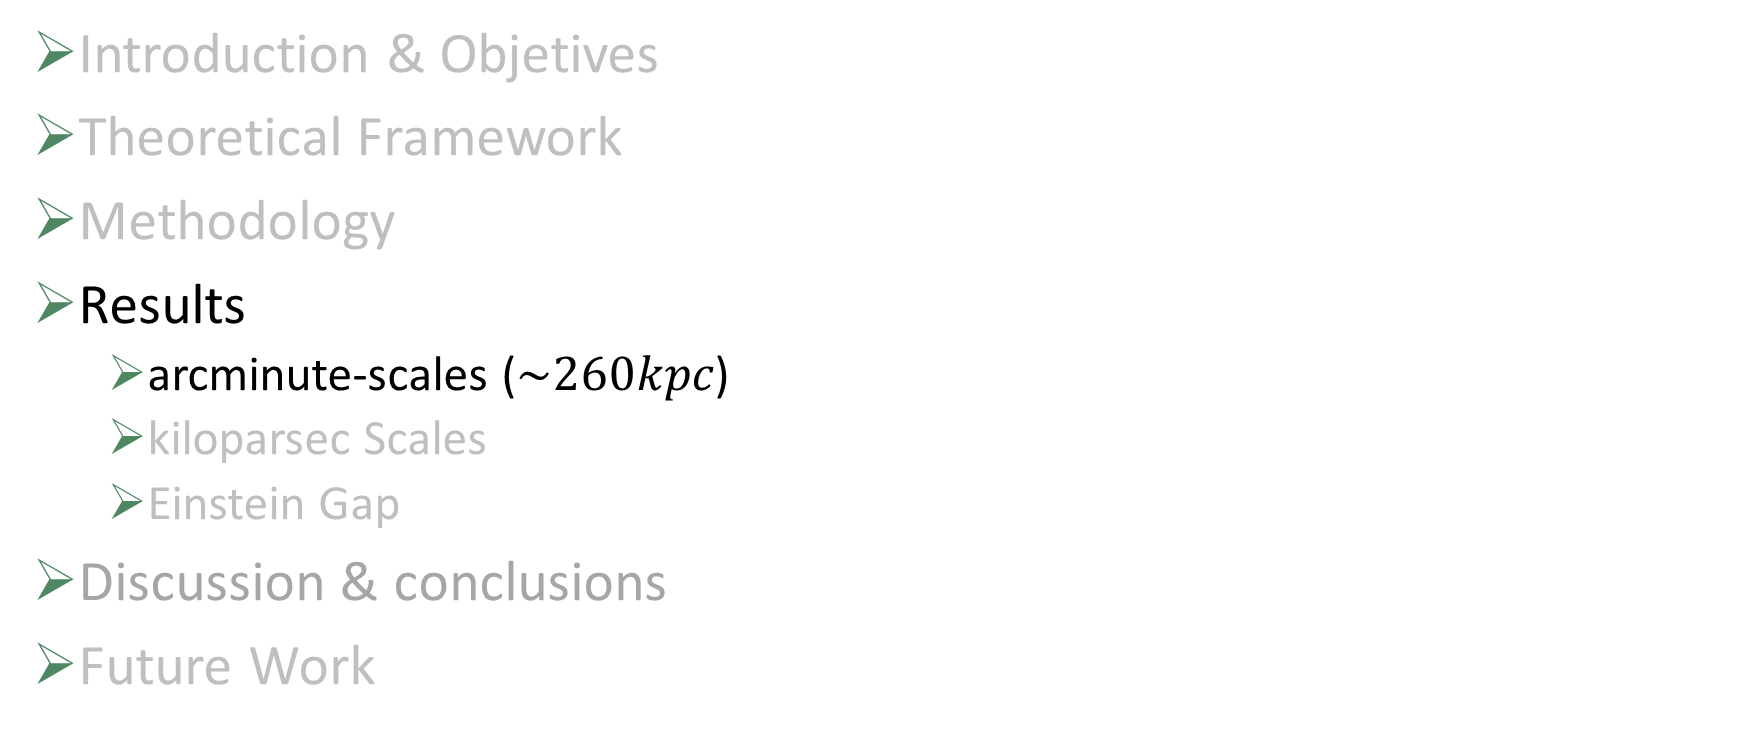 Introduction & Objetives
Theoretical Framework
Methodology
Results
arcminute-scales (~260kpc)
kiloparsec Scales
Einstein Gap
Discussion & conclusions
Future Work